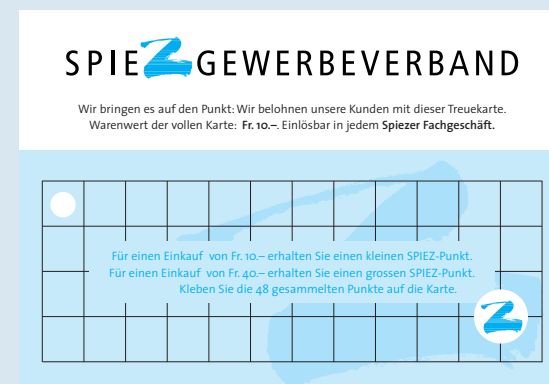 SPIEZ GEWERBEVERBAND
Wir bringen es auf den Punkt: Wir belohnen unsere Kunden mit dieser Treuekarte.
Warenwert der vollen Karte: Fr. 10.–. Einlösbar in jedem Spiezer Fachgeschäft.
Für einen Einkauf von Fr. 10.– erhalten Sie einen kleinen SPIEZ-Punkt.
Für einen Einkauf von Fr. 40.– erhalten Sie einen grossen SPIEZ-Punkt.
Kleben Sie die 48 gesammelten Punkte auf die Karte.
Z